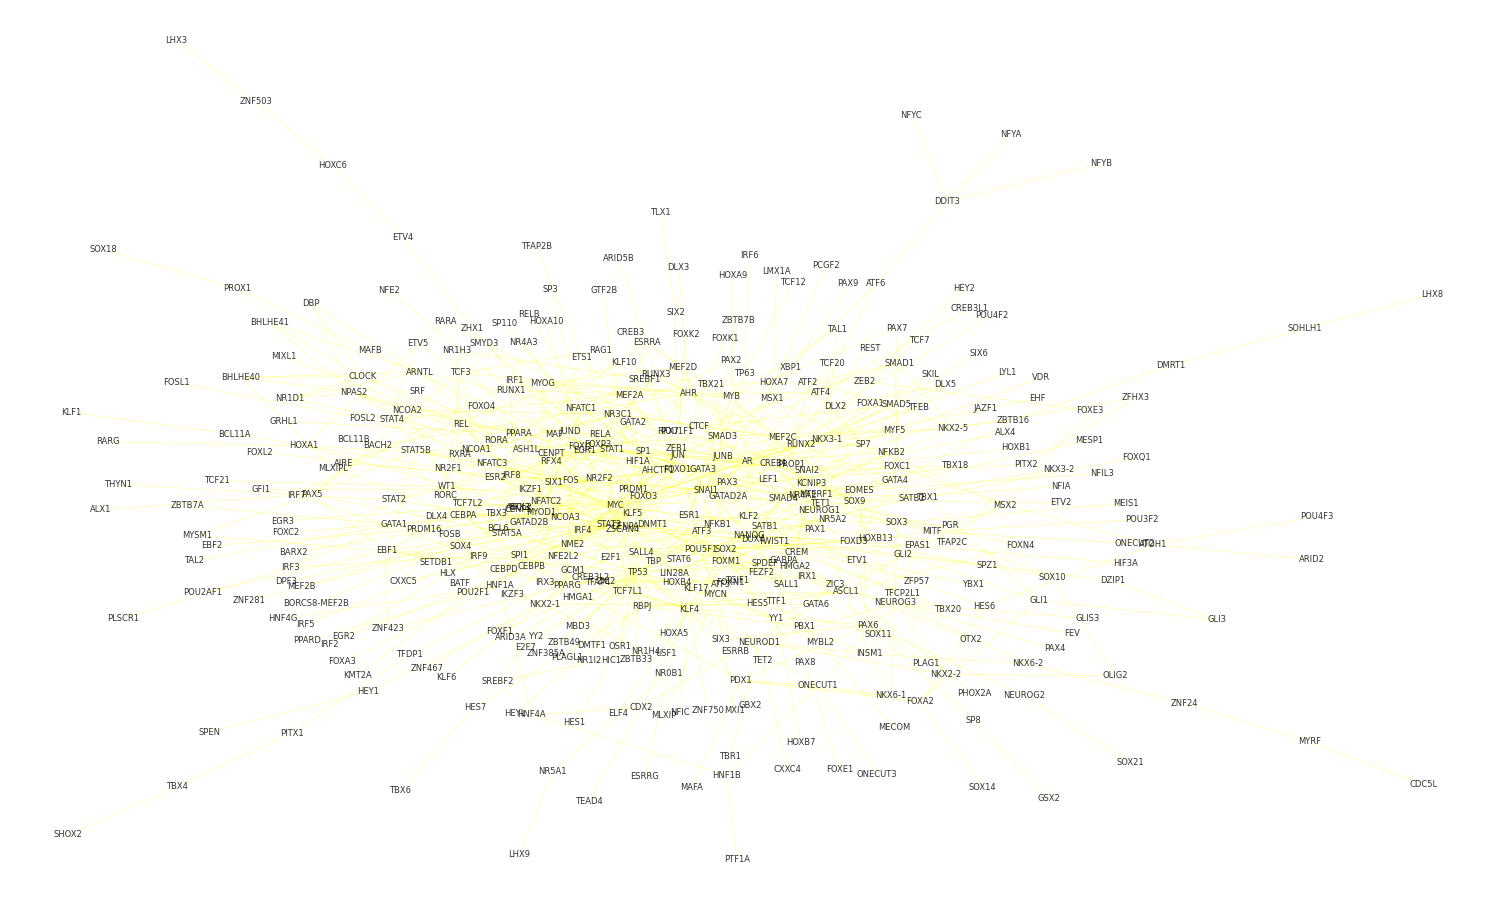 LHX3
ZNF503
NFYC
NFYA
HOXC6
NFYB
DDIT3
TLX1
ETV4
SOX18
TFAP2B
ARID5B
IRF6
DLX3
HOXA9
LMX1A
PCGF2
TCF12
PAX9
ATF6
PROX1
NFE2
SP3
GTF2B
HEY2
LHX8
DBP
CREB3L1
POU4F2
SIX2
RELB
BHLHE41
RARA
SP110
HOXA10
ZBTB7B
ZHX1
SOHLH1
CREB3
FOXK2
FOXK1
TAL1
PAX7
TCF7
ETV5
SMYD3
NR4A3
ESRRA
MAFB
NR1H3
RAG1
REST
SIX6
MIXL1
ETS1
KLF10
PAX2
SMAD1
DMRT1
ARNTL
TCF3
MEF2D
XBP1
TCF20
BHLHE40
CLOCK
RUNX3
TP63
SKIL
LYL1
VDR
FOSL1
IRF1
MYOG
SREBF1
TBX21
HOXA7
ATF2
ZEB2
DLX5
NPAS2
SRF
RUNX1
MEF2A
AHR
MYB
MSX1
ATF4
NR1D1
EHF
ZFHX3
KLF1
NCOA2
FOXO4
NFATC1
NR3C1
DLX2
FOXA1
SMAD5
TFEB
JAZF1
FOXE3
GRHL1
FOSL2
STAT4
REL
GATA2
CTCF
ZBTB16
BCL11A
PPARA
MAF
JUND
RELA
SMAD3
MEF2C
NKX3-1
MYF5
NKX2-5
ALX4
RARG
HOXA1
BCL11B
BACH2
RORA
FOXP3
RUNX2
SP7
HOXB1
MESP1
FOXL2
STAT5B
NCOA1
ASH1L
CENPT
EGR1
STAT1
SP1
ZEB1
JUN
JUNB
NFKB2
AIRE
RXRA
RFX4
HIF1A
AR
FOXQ1
MLXIPL
NR2F1
NFATC3
AHCTF1
FOXO1
GATA3
PROP1
SNAI2
FOXC1
TBX18
PITX2
NKX3-2
NFIL3
TCF21
ESR2
IRF8
SIX1
FOS
NR2F2
LEF1
KCNIP3
GATA4
THYN1
GFI1
IRF7
PAX5
WT1
RORC
IKZF1
PRDM1
FOXO3
SNAI1
PAX3
GATAD2A
SMAD4
EOMES
NFIA
ZBTB7A
STAT2
TCF7L2
NFATC2
MYC
TET1
SOX9
TBX1
ETV2
MEIS1
ALX1
DLX4
CEBPA
TBX3
MYOD1
NCOA3
KLF5
ESR1
KLF2
NEUROG1
NR5A2
SOX3
MSX2
POU3F2
POU4F3
EGR3
GATA1
PRDM16
BCL6
GATAD2B
IRF4
ZSCAN4
DNMT1
NFKB1
SATB1
PAX1
MITF
PGR
MYSM1
FOXC2
FOSB
STAT5A
ATF3
NANOG
TWIST1
FOXD3
HOXB13
TFAP2C
FOXN4
EBF2
BARX2
EBF1
SOX4
IRF9
SPI1
NME2
NFE2L2
E2F1
SALL4
POU5F1
SOX2
CREM
GLI2
EPAS1
ARID2
TAL2
IRF3
SETDB1
CEBPD
CEBPB
GCM1
TBP
STAT6
FOXM1
SPDEF
GABPA
HMGA2
ETV1
SPZ1
HIF3A
DPF3
MEF2B
CXXC5
HLX
BATF
HNF1A
IRX3
TP53
LIN28A
FEZF2
IRX1
SOX10
DZIP1
POU2AF1
ZNF281
BORCS8-MEF2B
POU2F1
IKZF3
PPARG
TCF7L1
HOXB4
KLF17
SALL1
ZIC3
ASCL1
ZFP57
TFCP2L1
YBX1
GLI1
PLSCR1
HNF4G
IRF5
NKX2-1
HMGA1
RBPJ
KLF4
MYCN
HES5
TTF1
GATA6
NEUROG3
TBX20
HES6
GLIS3
GLI3
PPARD
IRF2
EGR2
ZNF423
FOXF1
ARID3A
YY2
MBD3
HOXA5
YY1
PBX1
PAX6
SOX11
FEV
FOXA3
TFDP1
E2F7
ZBTB49
DMTF1
OSR1
SIX3
NEUROD1
MYBL2
OTX2
PAX4
KMT2A
ZNF467
KLF6
ZNF385A
PLAGL1
NR1I2
HIC1
ZBTB33
NR1H4
USF1
ESRRB
TET2
PAX8
INSM1
PLAG1
NKX6-2
HEY1
SREBF2
NR0B1
PDX1
ONECUT1
NKX2-2
OLIG2
HES7
NKX6-1
FOXA2
PHOX2A
NEUROG2
ZNF24
HNF4A
ELF4
CDX2
MLXIP
NFIC
ZNF750
MXI1
GBX2
SPEN
PITX1
HES1
MECOM
SP8
HOXB7
MYRF
TBR1
SOX21
TBX4
TBX6
NR5A1
ESRRG
HNF1B
CXXC4
FOXE1
ONECUT3
MAFA
SOX14
CDC5L
TEAD4
GSX2
SHOX2
LHX9
PTF1A